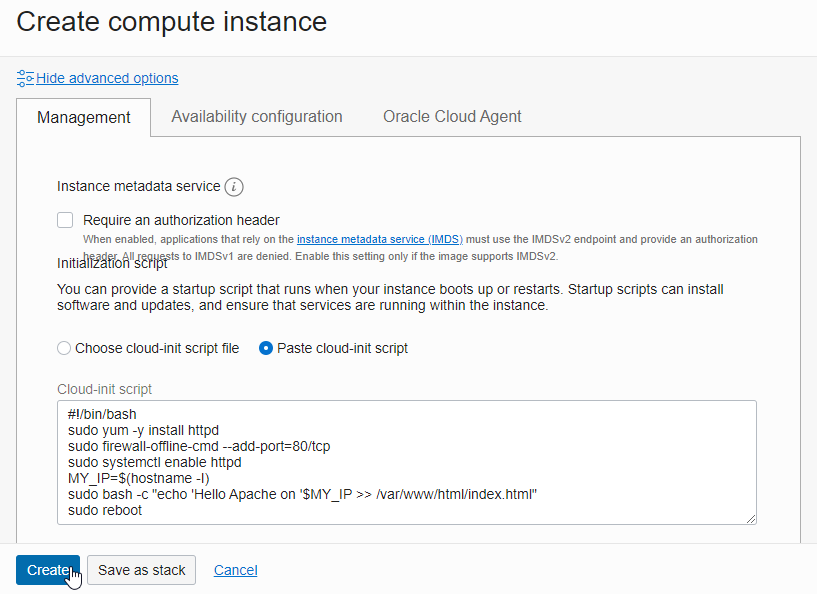 Create compute instance
Hide advanced options
Management
Availability configuration
Oracle Cloud Agent
Instance metadata service i
Require an authorization header
When enabled, applications that rely on the instance metadata service (IMDS) must use the IMDSv2 endpoint and provide an authorization
header. All requests to IMDSv1 are denied. Enable this setting only if the image supports IMDSv2.
Initialization script
You can provide a startup script that runs when your instance boots up or restarts. Startup scripts can install
software and updates, and ensure that services are running within the instance.
Choose cloud-init script file
Paste cloud-init script
Cloud-init script
#!/bin/bash
sudo yum -y install httpd
sudo firewall-offline-cmd --add-port=80/tcp
sudo systemctl enable httpd
MY_IP=$(hostname -I)
sudo bash -c "echo 'Hello Apache on '$MY_IP >> /var/www/html/index.html"
sudo reboot
Create
Save as stack
Cancel